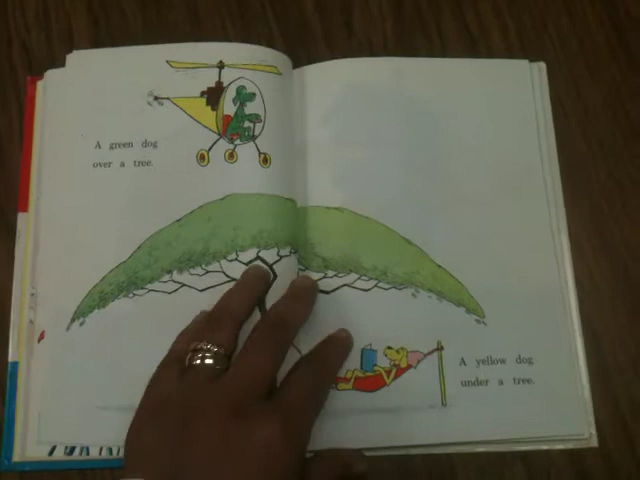 A green dog
over a tree.
A yellow dog
under a tree.